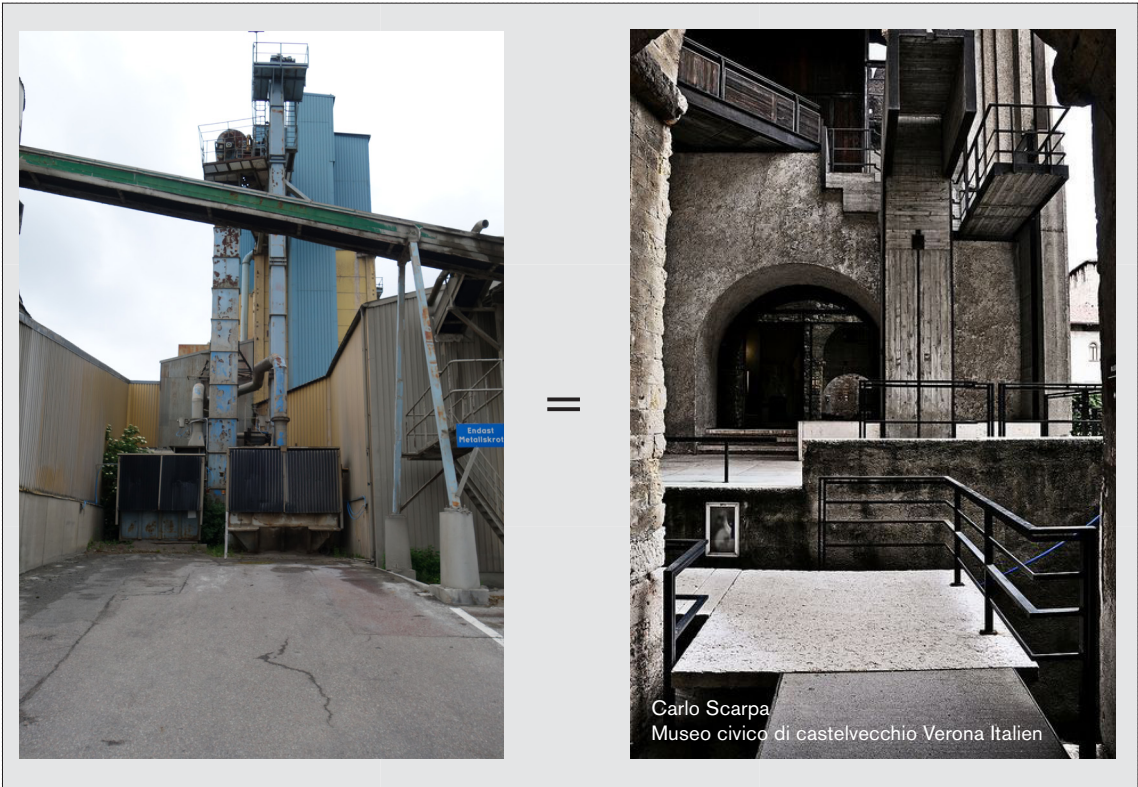 Endast
Metallskrot
=
Carlo Scarpa
Museo civico di castelvecchio Verona Italien